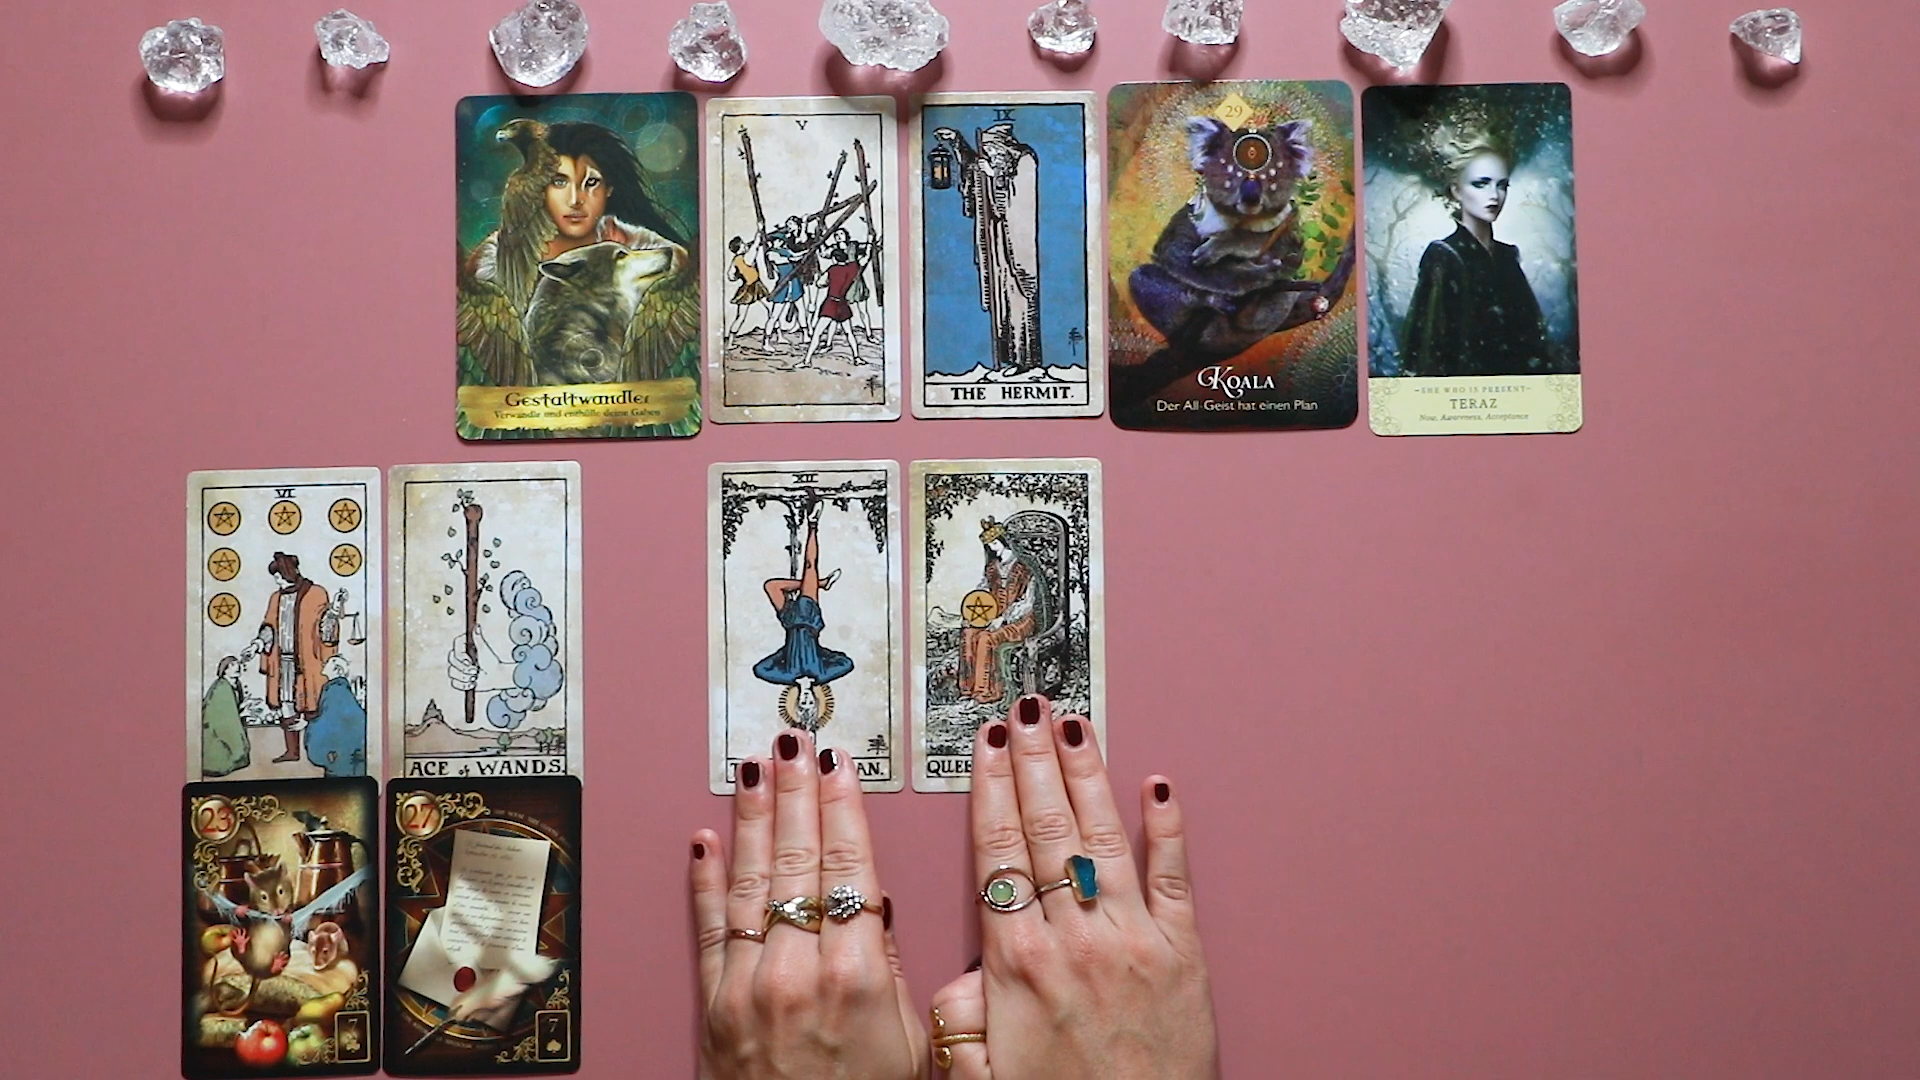 Gestaltwandler
Verwandle und enthülle deine Gaben
V
IX
THE HERMIT.
29
KOALA
Der All-Geist hat einen Plan
~SHE WHO IS PRESENT~
TERAZ
Now, Awareness, Acceptance
VI
ACE of WANDS.
XII
T AN.
QUEE
23
7
27
7